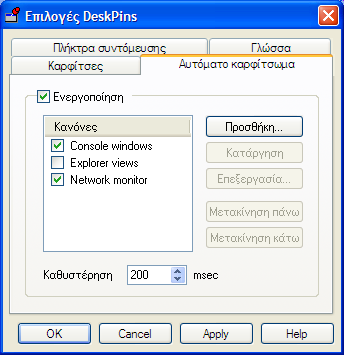 Επιλογές DeskPins
Πλήκτρα συντόμευσης
Γλώσσα
Καρφίτσες
Αυτόματο καρφίτσωμα
Ενεργοποίηση
Κανόνες
Console windows
Explorer views
Network monitor
Προσθήκη...
Κατάργηση
Επεξεργασία...
Μετακίνηση πάνω
Μετακίνηση κάτω
Καθυστέρηση 200 msec
OK Cancel Apply Help